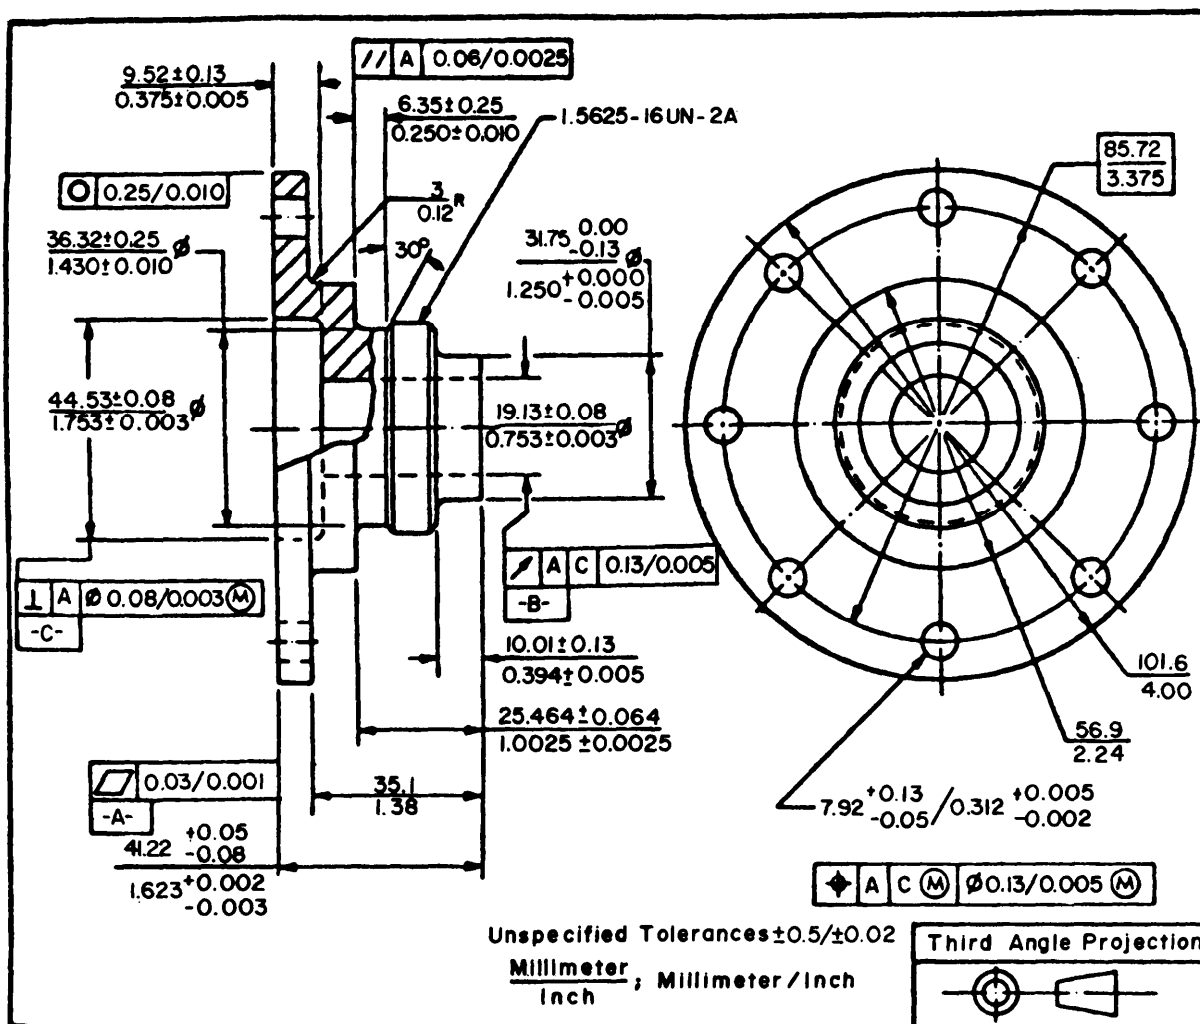 // A 0.06/0.0025
9.52±0.13
0.375±0.005
6.35±0.25
0.250±0.010
1.5625-16UN-2A
85.72
3.375
○ 0.25/0.010
3
0.12 R
36.32±0.25
1.430±0.010 Ø
30°
31.75 0.00
-0.13 Ø
1.250 +0.000
-0.005
44.53±0.08
1.753±0.003 Ø
19.13±0.08
0.753±0.003 Ø
⊥ A Ø 0.08/0.003 Ⓜ
-C-
↗ A C 0.13/0.005
-B-
10.01±0.13
0.394±0.005
101.6
4.00
25.464±0.064
1.0025±0.0025
56.9
2.24
▱ 0.03/0.001
-A-
35.1
1.38
7.92 +0.13 / 0.312 +0.005
-0.05 -0.002
41.22 +0.05
-0.08
1.623 +0.002
-0.003
⌖ A C Ⓜ Ø0.13/0.005 Ⓜ
Unspecified Tolerances ±0.5/±0.02
Third Angle Projection
Millimeter ; Millimeter/Inch
Inch